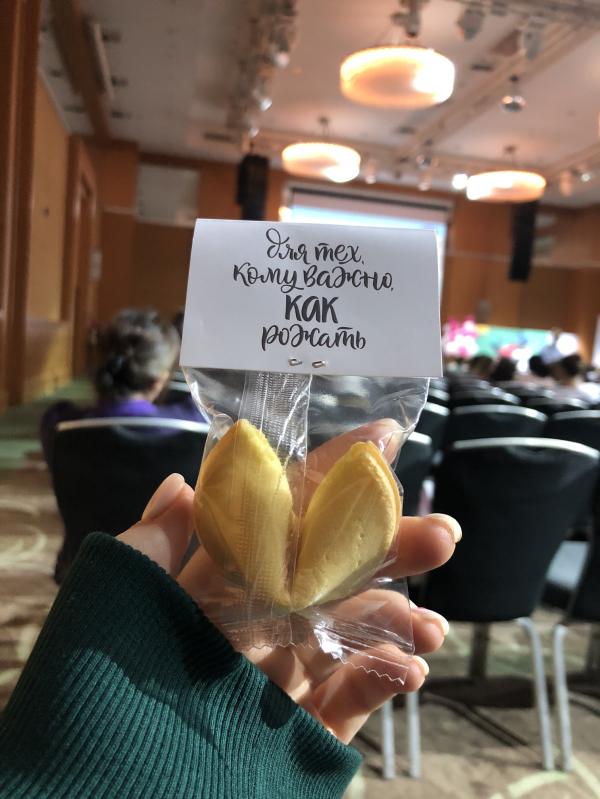 для тех,
кому важно,
КАК
рожать